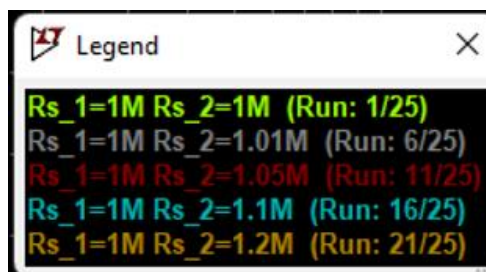 Legend
Rs_1=1M Rs_2=1M (Run: 1/25)
Rs_1=1M Rs_2=1.01M (Run: 6/25)
Rs_1=1M Rs_2=1.05M (Run: 11/25)
Rs_1=1M Rs_2=1.1M (Run: 16/25)
Rs_1=1M Rs_2=1.2M (Run: 21/25)